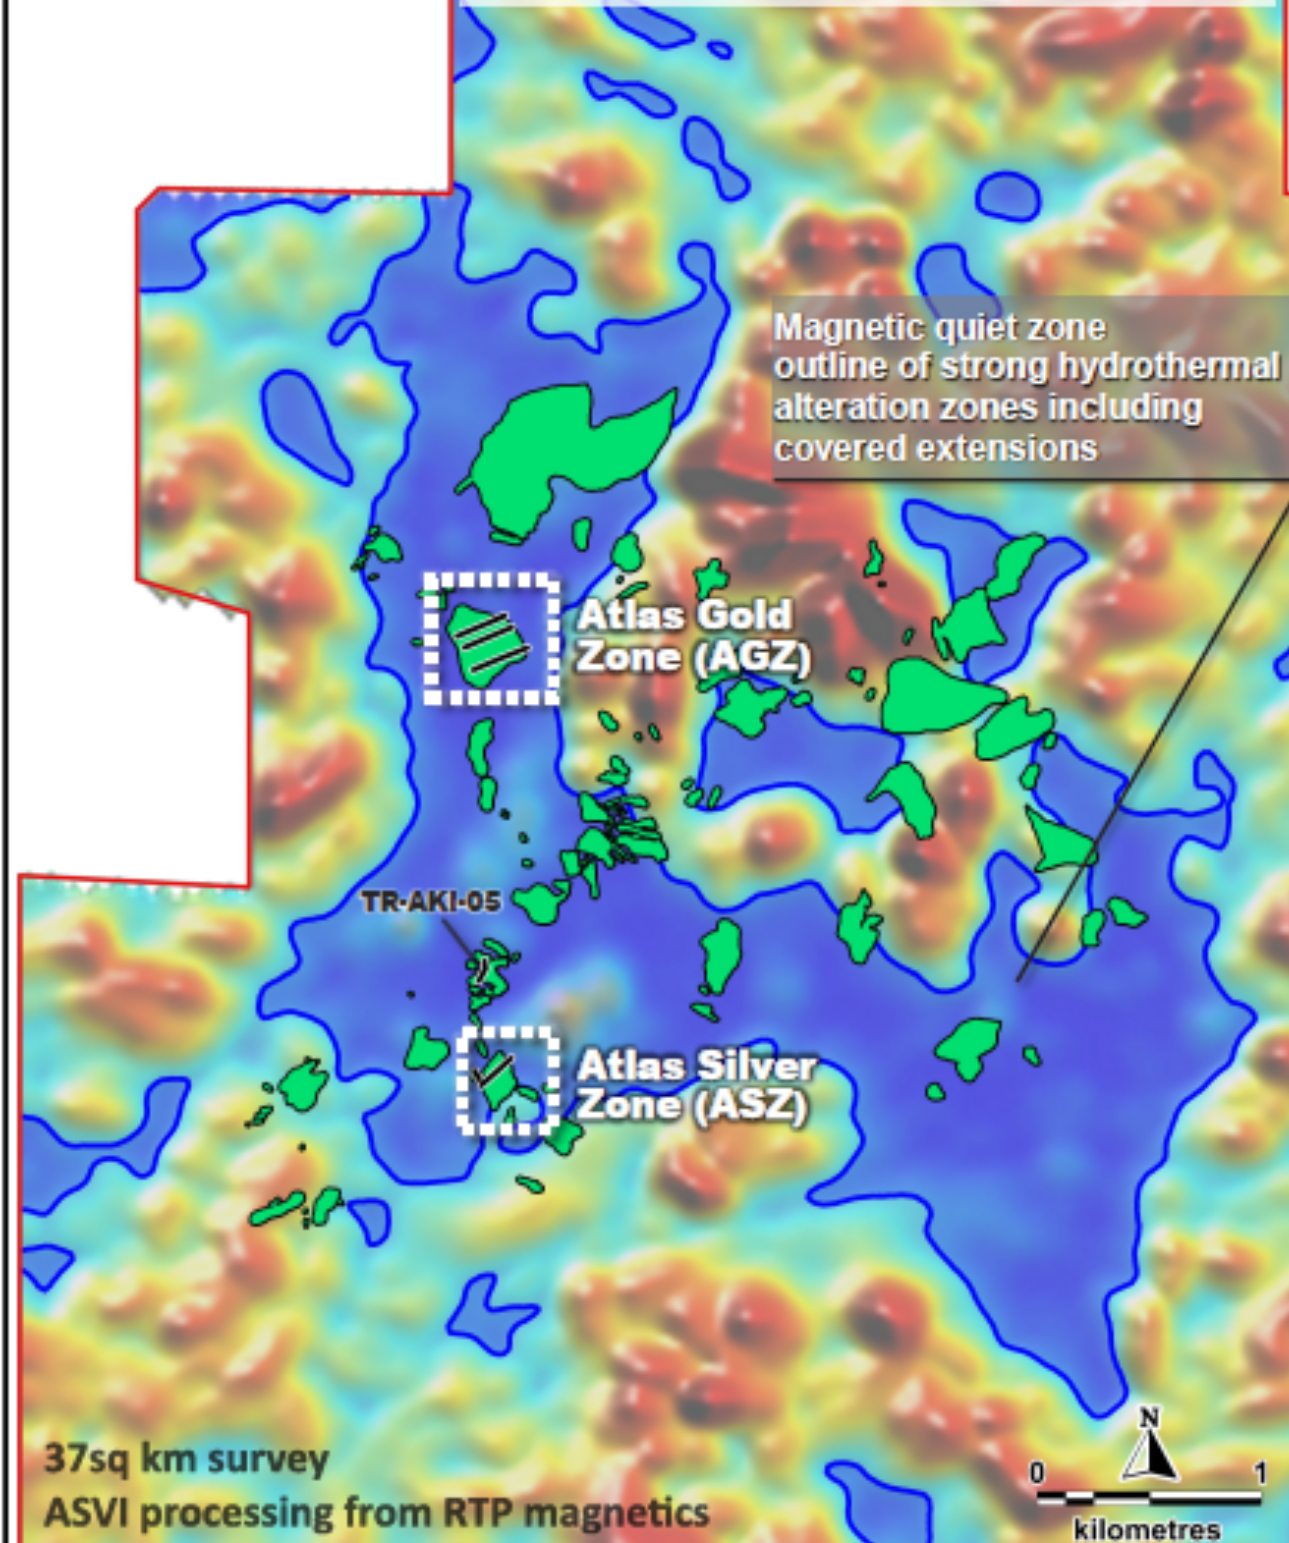 Magnetic quiet zone
outline of strong hydrothermal
alteration zones including
covered extensions
Atlas Gold
Zone (AGZ)
TR-AKI-05
Atlas Silver
Zone (ASZ)
37sq km survey
ASVI processing from RTP magnetics
N
0 1
kilometres